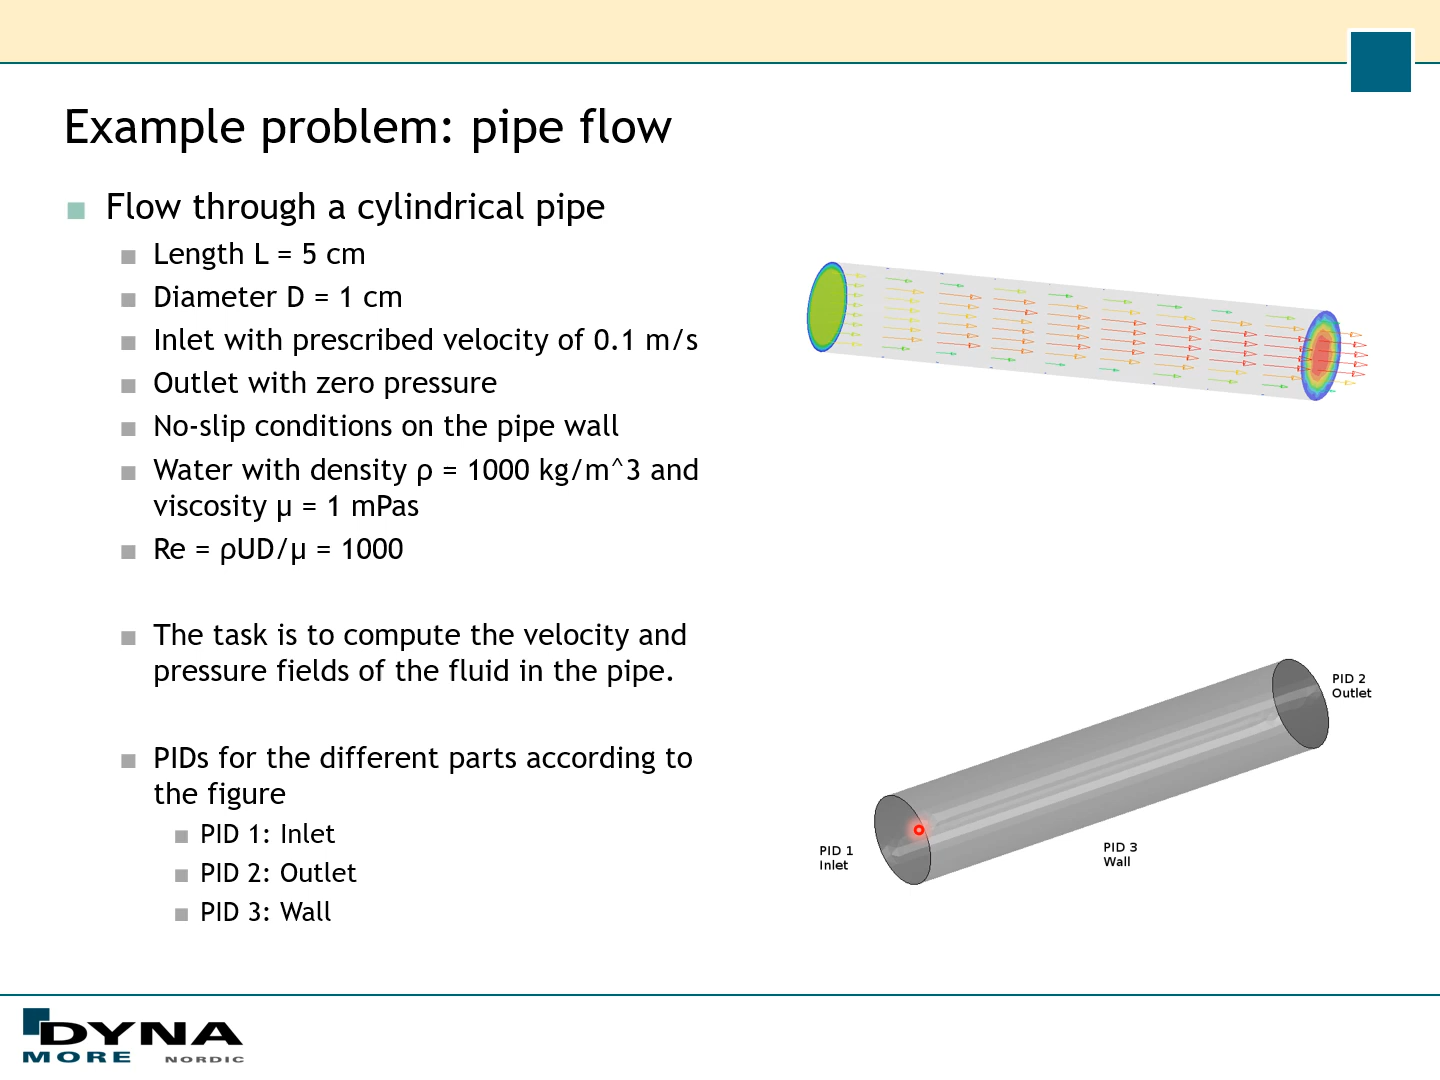 Example problem: pipe flow
Flow through a cylindrical pipe
Length L = 5 cm
Diameter D = 1 cm
Inlet with prescribed velocity of 0.1 m/s
Outlet with zero pressure
No-slip conditions on the pipe wall
Water with density ρ = 1000 kg/m^3 and
viscosity μ = 1 mPas
Re = ρUD/μ = 1000
The task is to compute the velocity and
pressure fields of the fluid in the pipe.
PIDs for the different parts according to
the figure
PID 1: Inlet
PID 2: Outlet
PID 3: Wall
PID 2
Outlet
PID 1
Inlet
PID 3
Wall
DYNA
MORE NORDIC